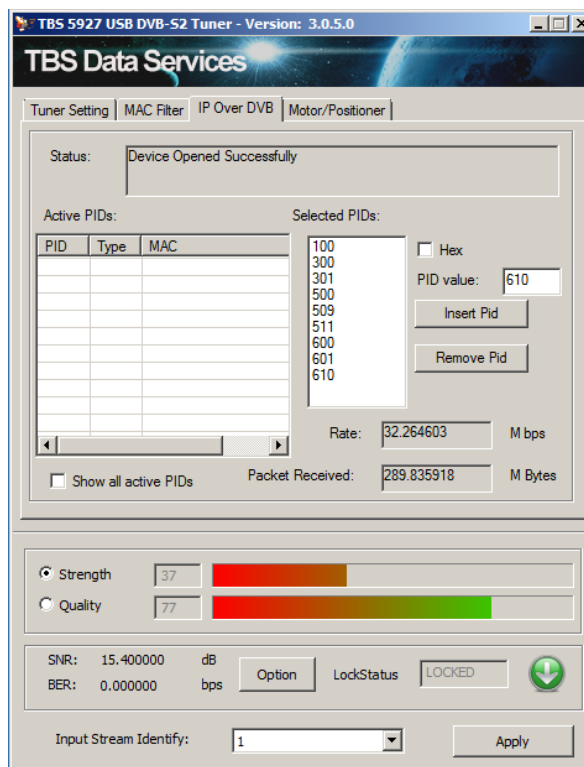 TBS 5927 USB DVB-S2 Tuner - Version: 3.0.5.0
TBS Data Services
Tuner Setting MAC Filter IP Over DVB Motor/Positioner
Status: Device Opened Successfully
Active PIDs: Selected PIDs:
PID Type MAC
100
300
301
500
509
511
600
601
610
Hex
PID value: 610
Insert Pid
Remove Pid
Rate: 32.264603 M bps
Show all active PIDs Packet Received: 289.835918 M Bytes
Strength 37
Quality 77
SNR: 15.400000 dB
BER: 0.000000 bps
Option LockStatus LOCKED
Input Stream Identify: 1 Apply